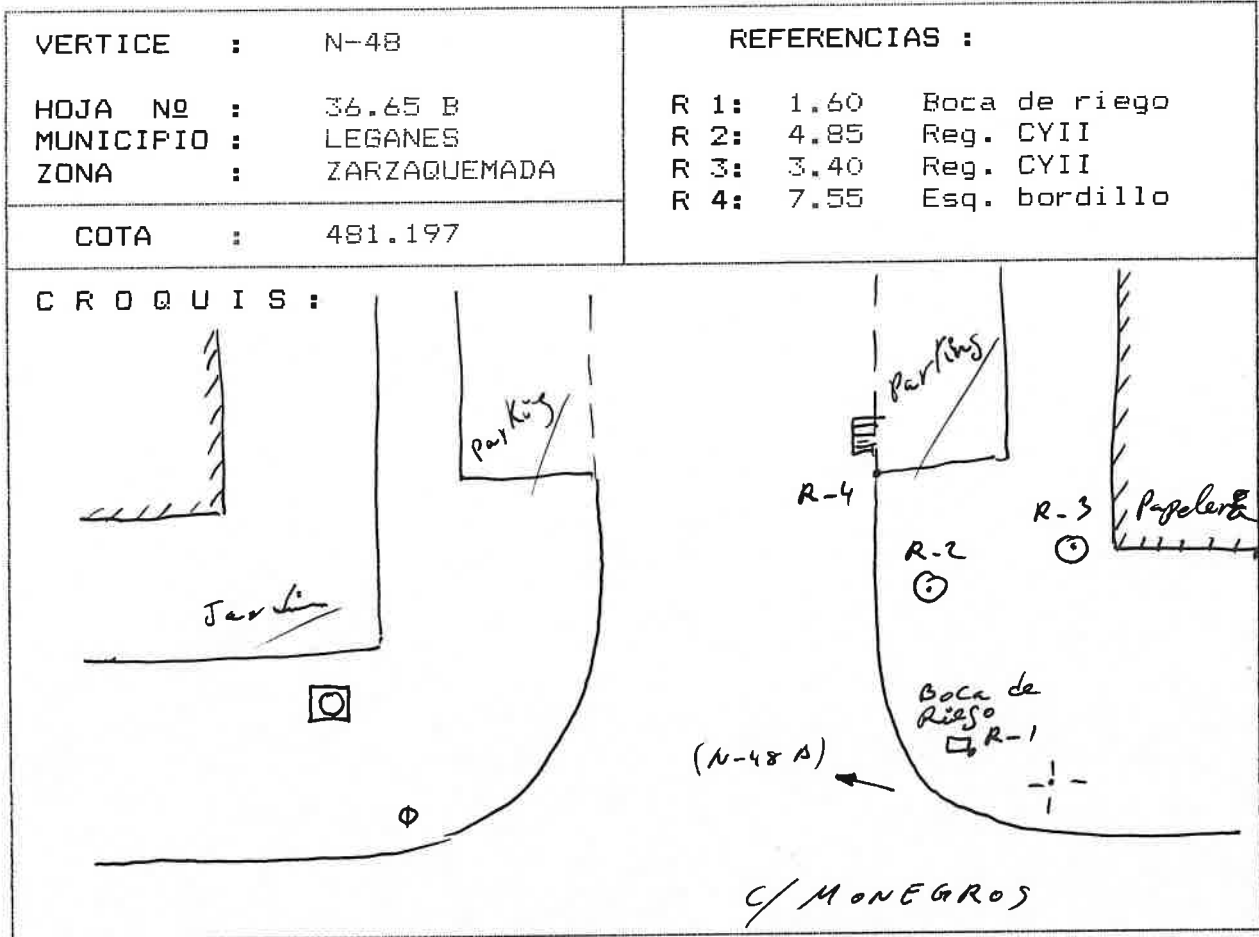 VERTICE : N-48
HOJA Nº : 36.65 B
MUNICIPIO : LEGANES
ZONA : ZARZAQUEMADA
COTA : 481.197
REFERENCIAS :
R 1: 1.60 Boca de riego
R 2: 4.85 Reg. CYII
R 3: 3.40 Reg. CYII
R 4: 7.55 Esq. bordillo
CROQUIS:
Parking
Parking
R-4
R-3
Papelera
R-2
Jardín
Boca de
Riego
R-1
(N-48 A)
C/ MONEGROS